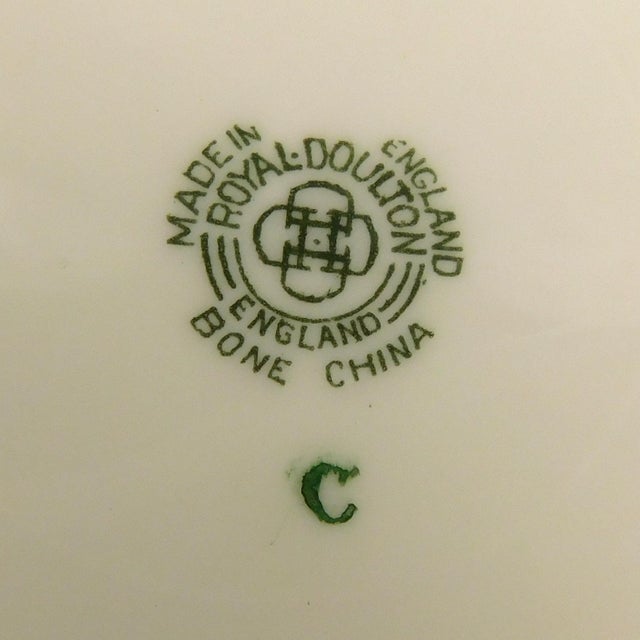 MADE IN ENGLAND
ROYAL·DOULTON
ENGLAND
BONE CHINA
C